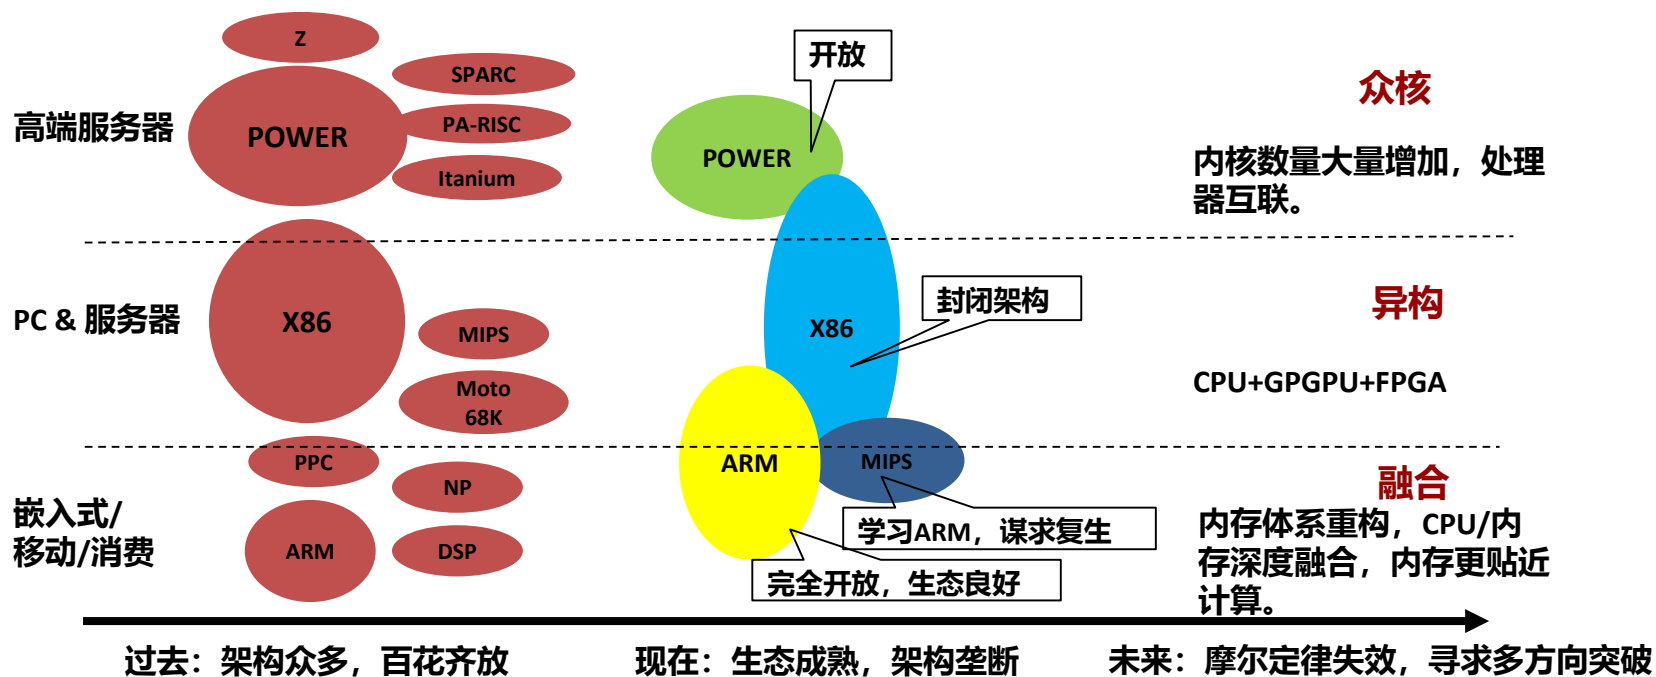 高端服务器
Z
POWER
SPARC
PA-RISC
Itanium
开放
POWER
众核
内核数量大量增加，处理
器互联。
PC & 服务器
X86
MIPS
Moto
68K
封闭架构
X86
异构
CPU+GPGPU+FPGA
嵌入式/
移动/消费
PPC
NP
ARM
DSP
ARM
MIPS
学习ARM，谋求复生
完全开放，生态良好
融合
内存体系重构，CPU/内
存深度融合，内存更贴近
计算。
过去：架构众多，百花齐放
现在：生态成熟，架构垄断
未来：摩尔定律失效，寻求多方向突破